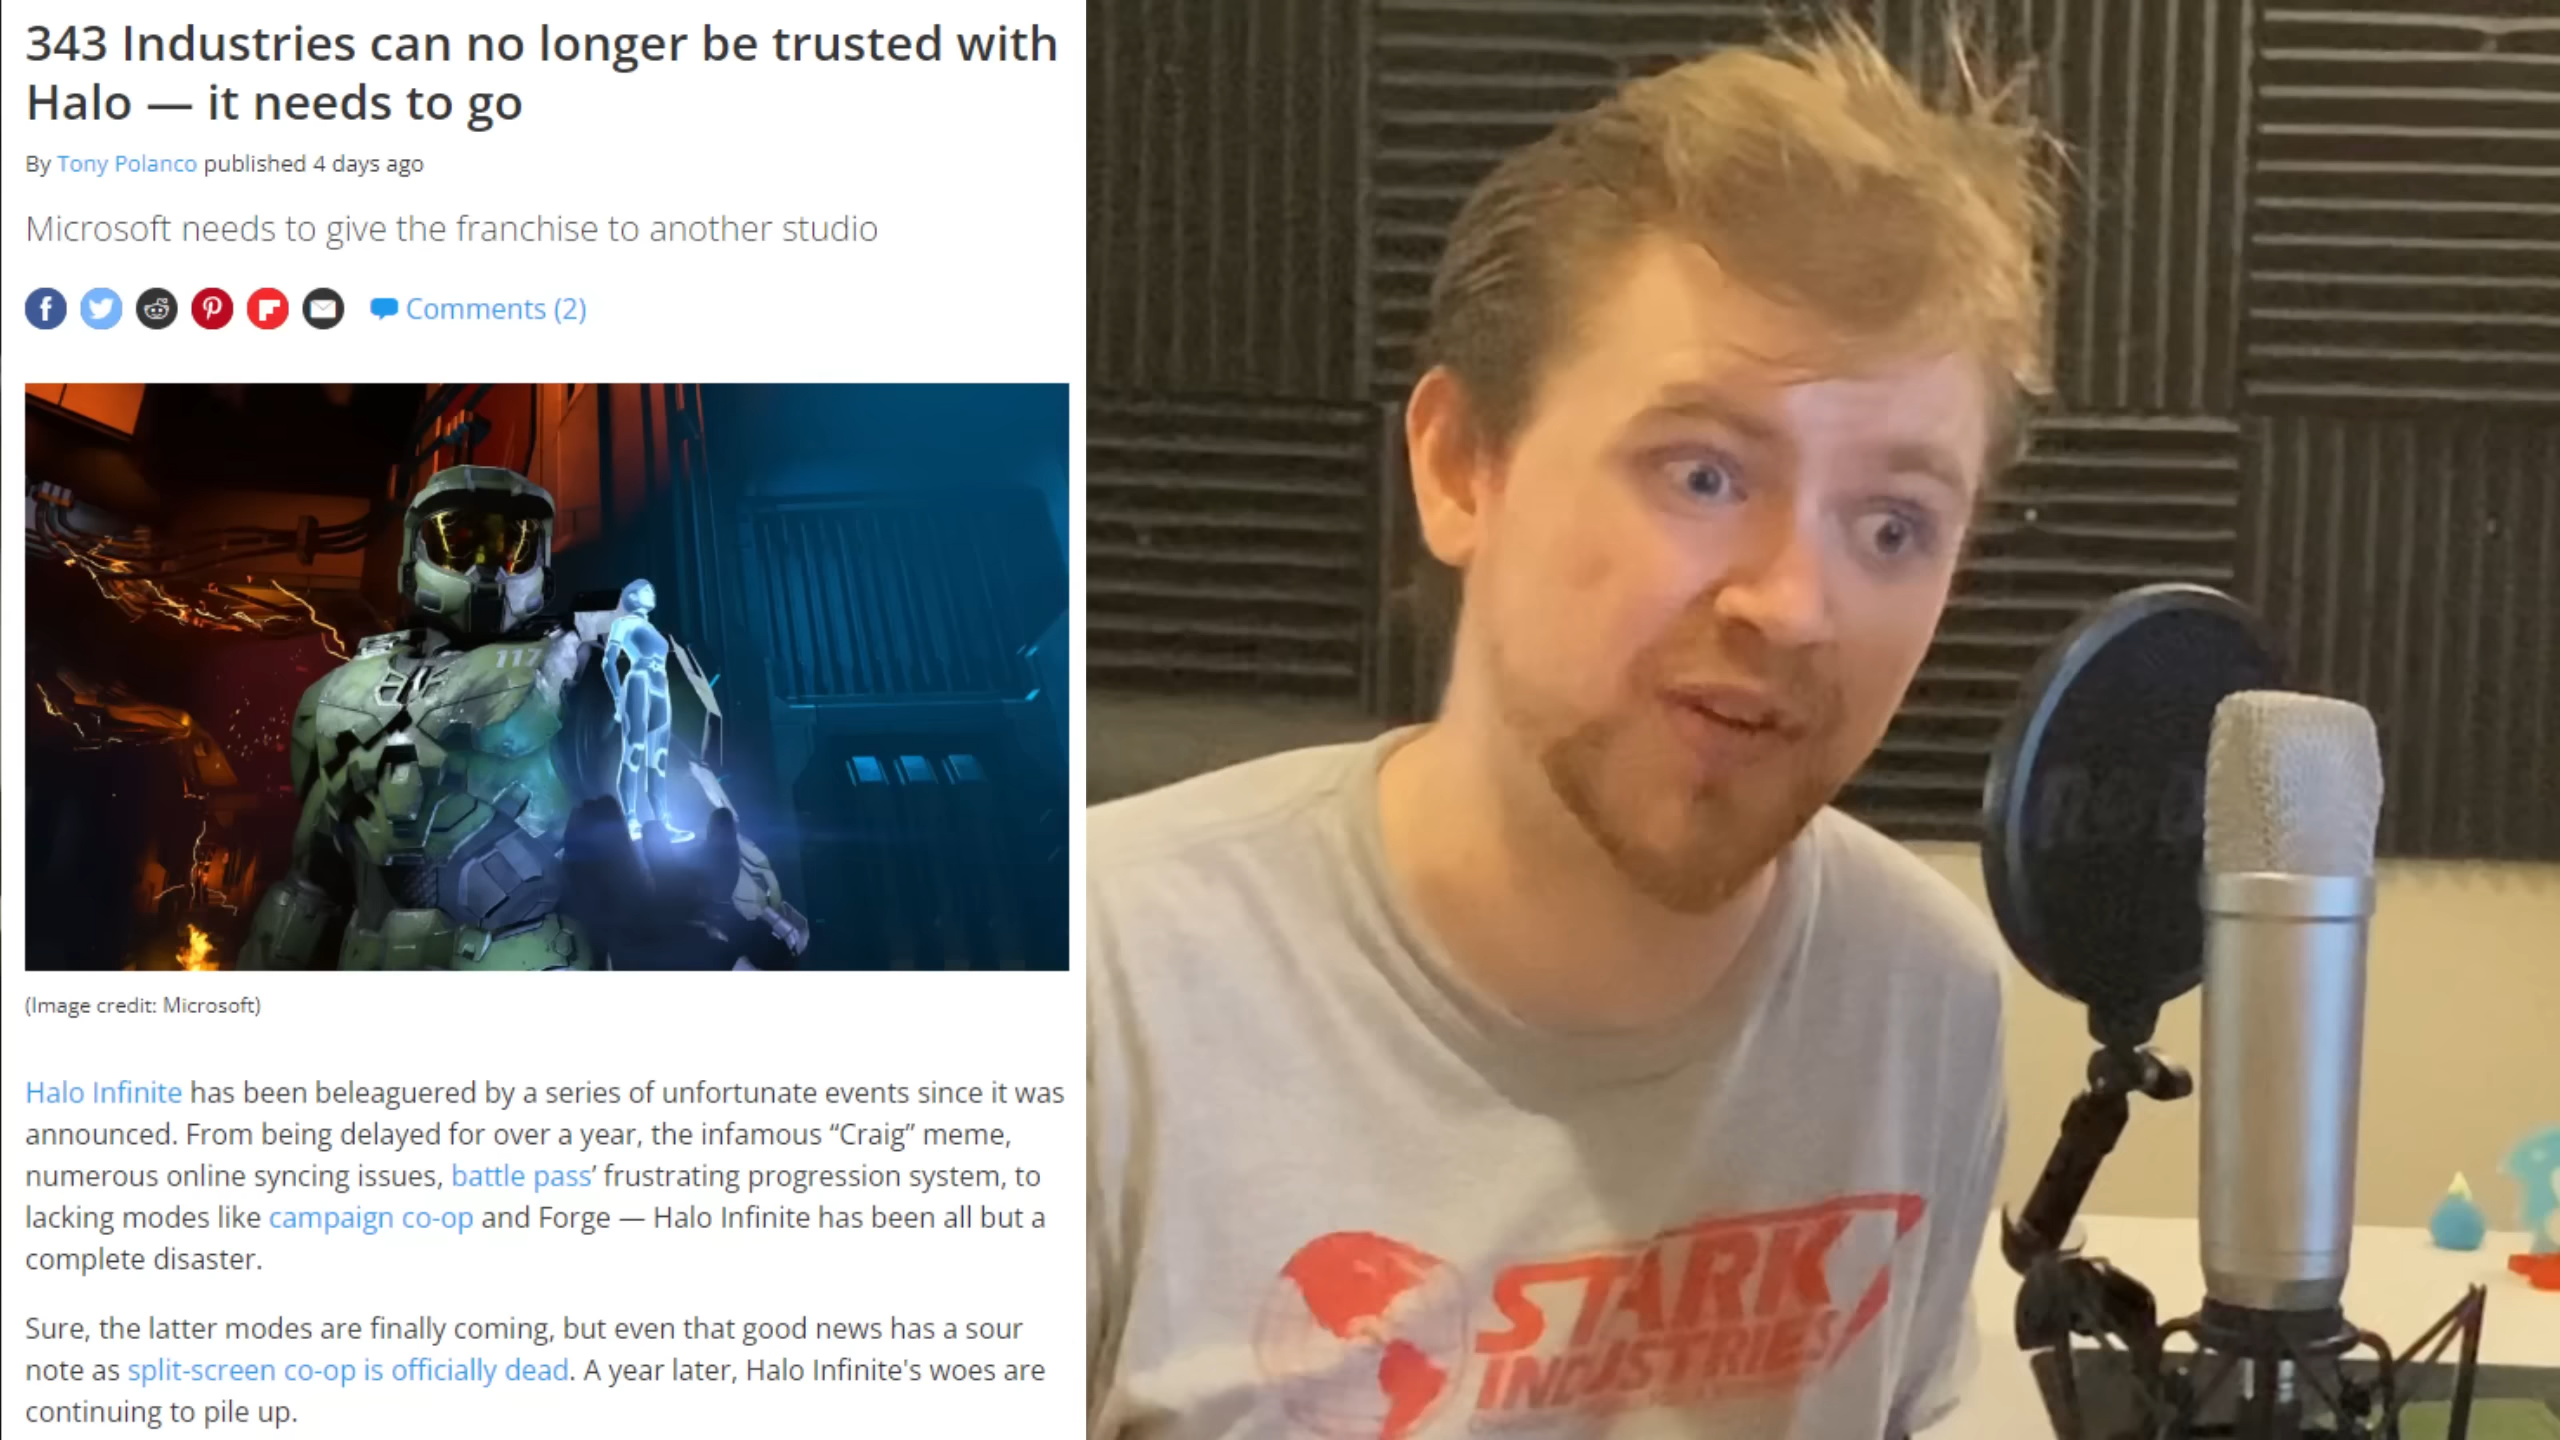 343 Industries can no longer be trusted with
Halo — it needs to go
By Tony Polanco published 4 days ago
Microsoft needs to give the franchise to another studio
Comments (2)
117
(Image credit: Microsoft)
Halo Infinite has been beleaguered by a series of unfortunate events since it was
announced. From being delayed for over a year, the infamous “Craig” meme,
numerous online syncing issues, battle pass’ frustrating progression system, to
lacking modes like campaign co-op and Forge — Halo Infinite has been all but a
complete disaster.
Sure, the latter modes are finally coming, but even that good news has a sour
note as split-screen co-op is officially dead. A year later, Halo Infinite's woes are
continuing to pile up.
STARK
INDUSTRIES